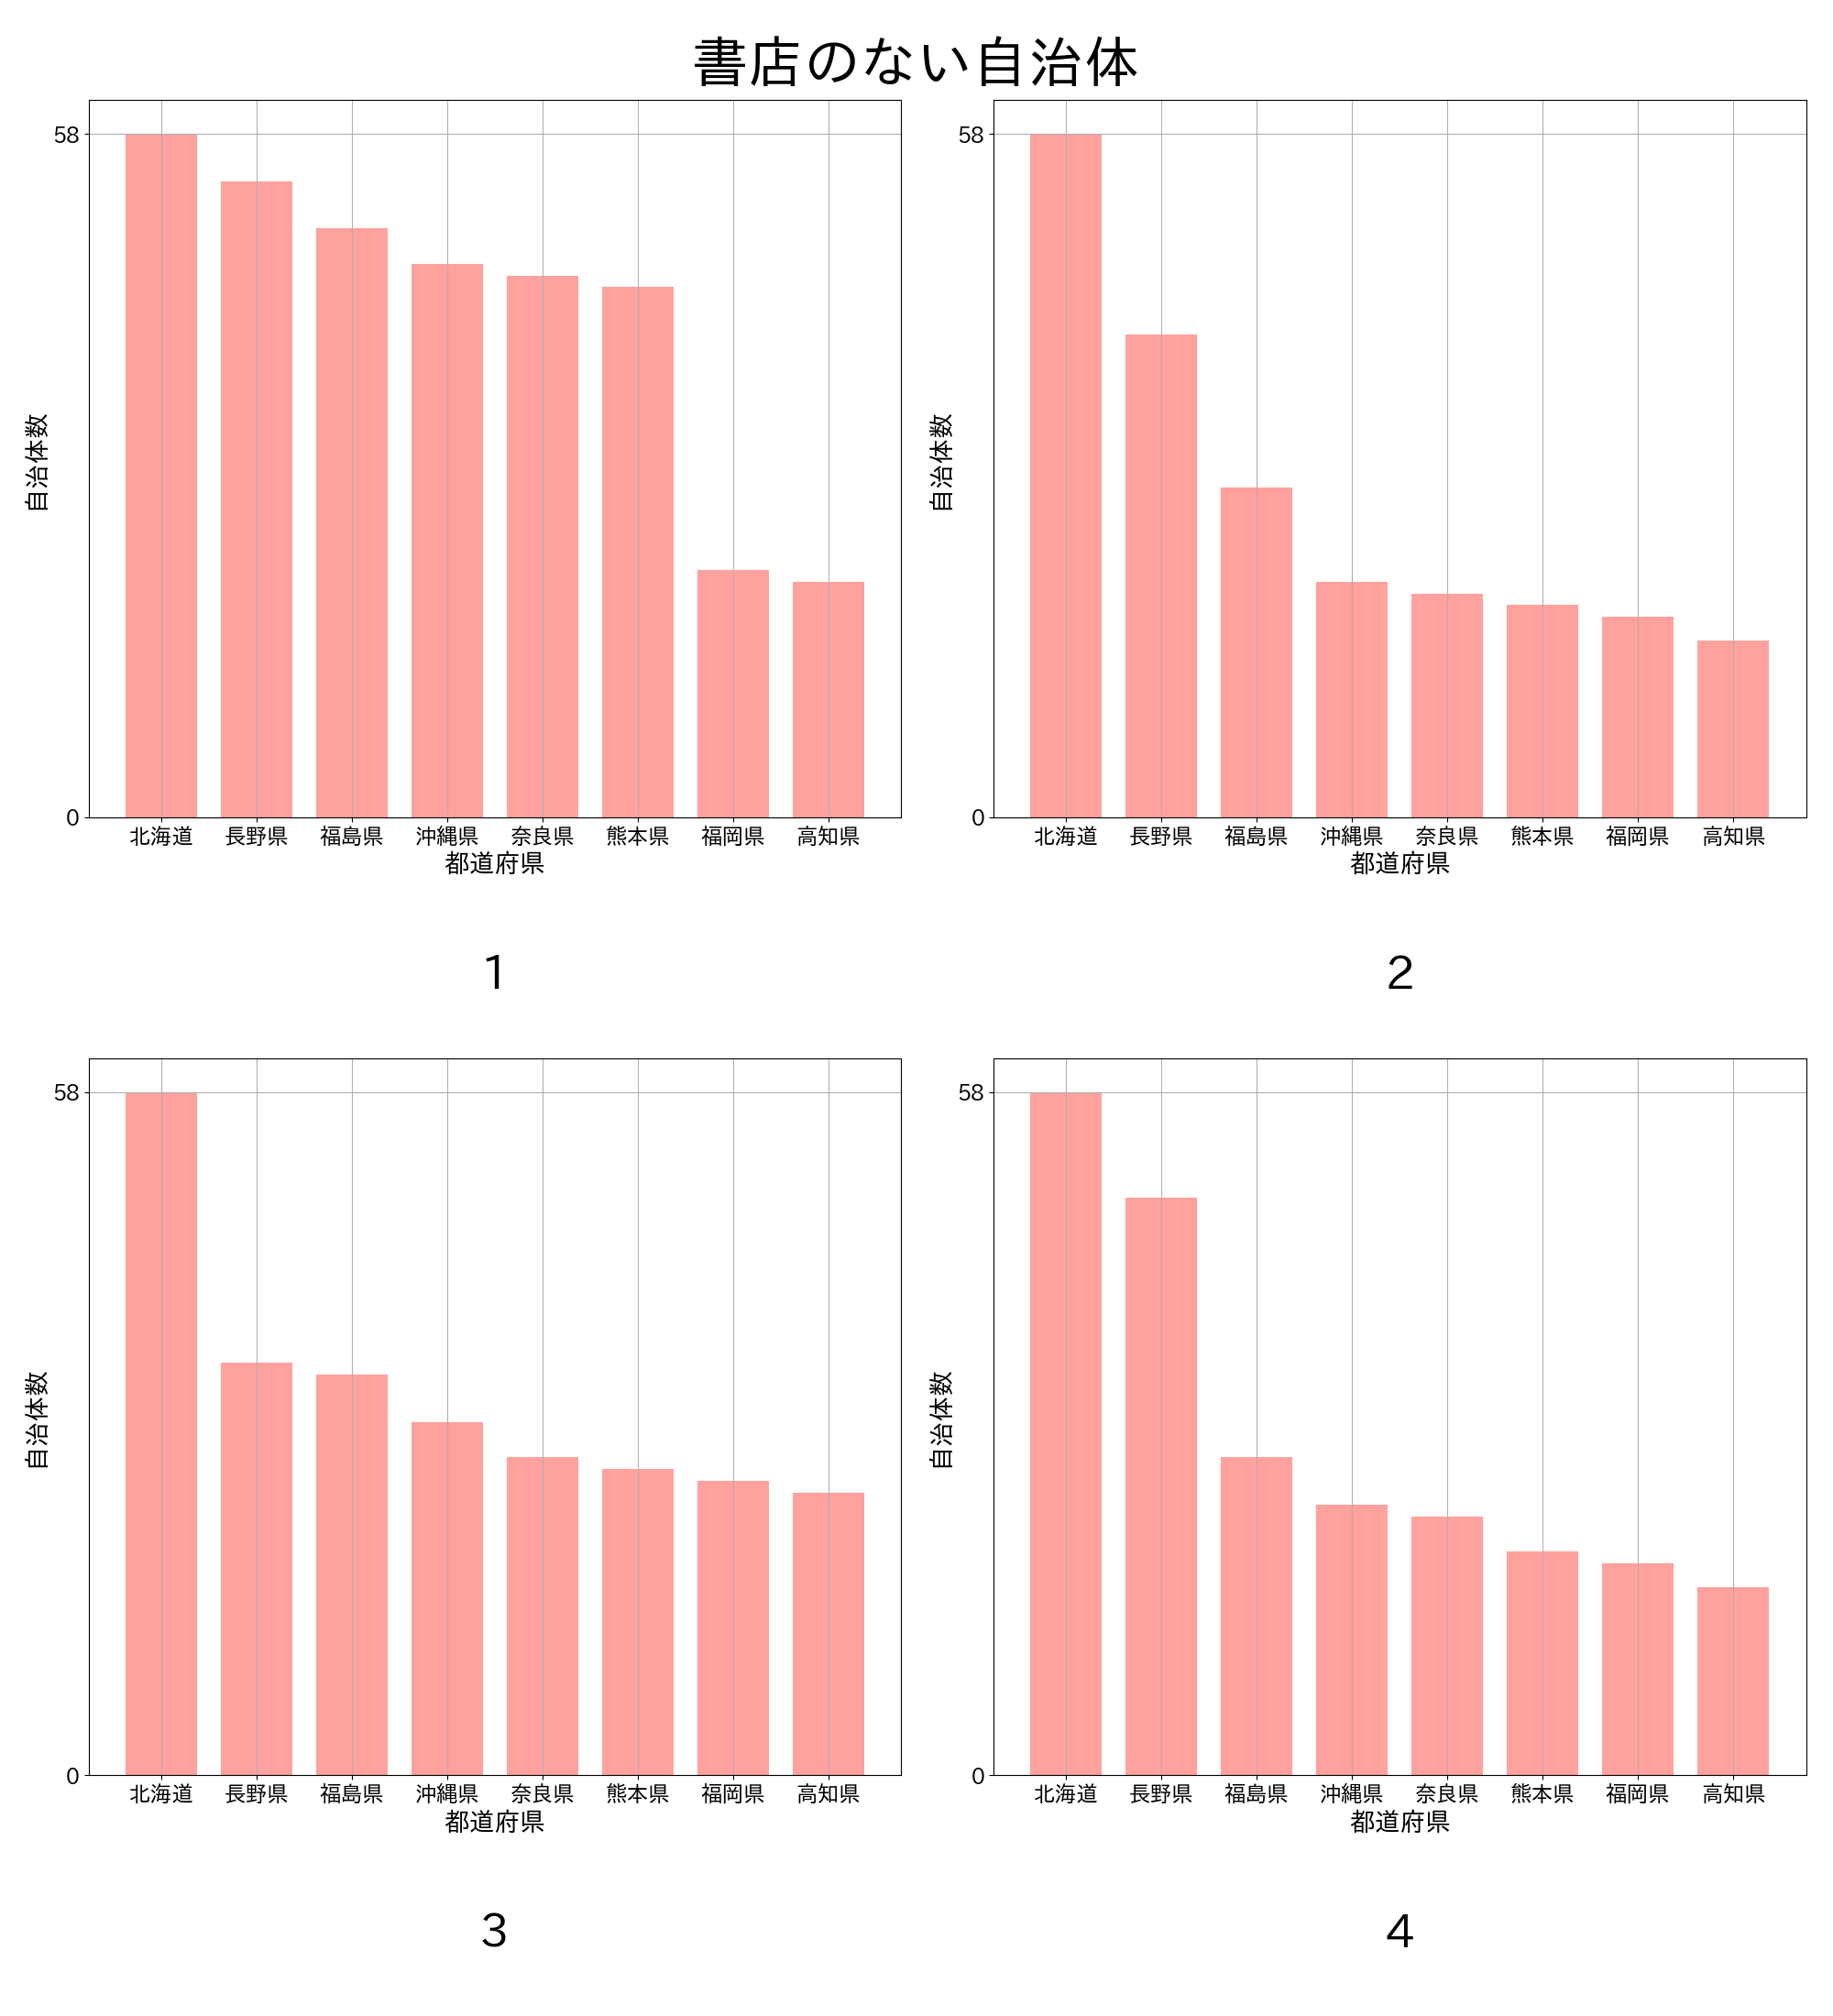 書店のない自治体
58
0
自治体数
北海道 長野県 福島県 沖縄県 奈良県 熊本県 福岡県 高知県
都道府県
1
58
0
自治体数
北海道 長野県 福島県 沖縄県 奈良県 熊本県 福岡県 高知県
都道府県
2
58
0
自治体数
北海道 長野県 福島県 沖縄県 奈良県 熊本県 福岡県 高知県
都道府県
3
58
0
自治体数
北海道 長野県 福島県 沖縄県 奈良県 熊本県 福岡県 高知県
都道府県
4